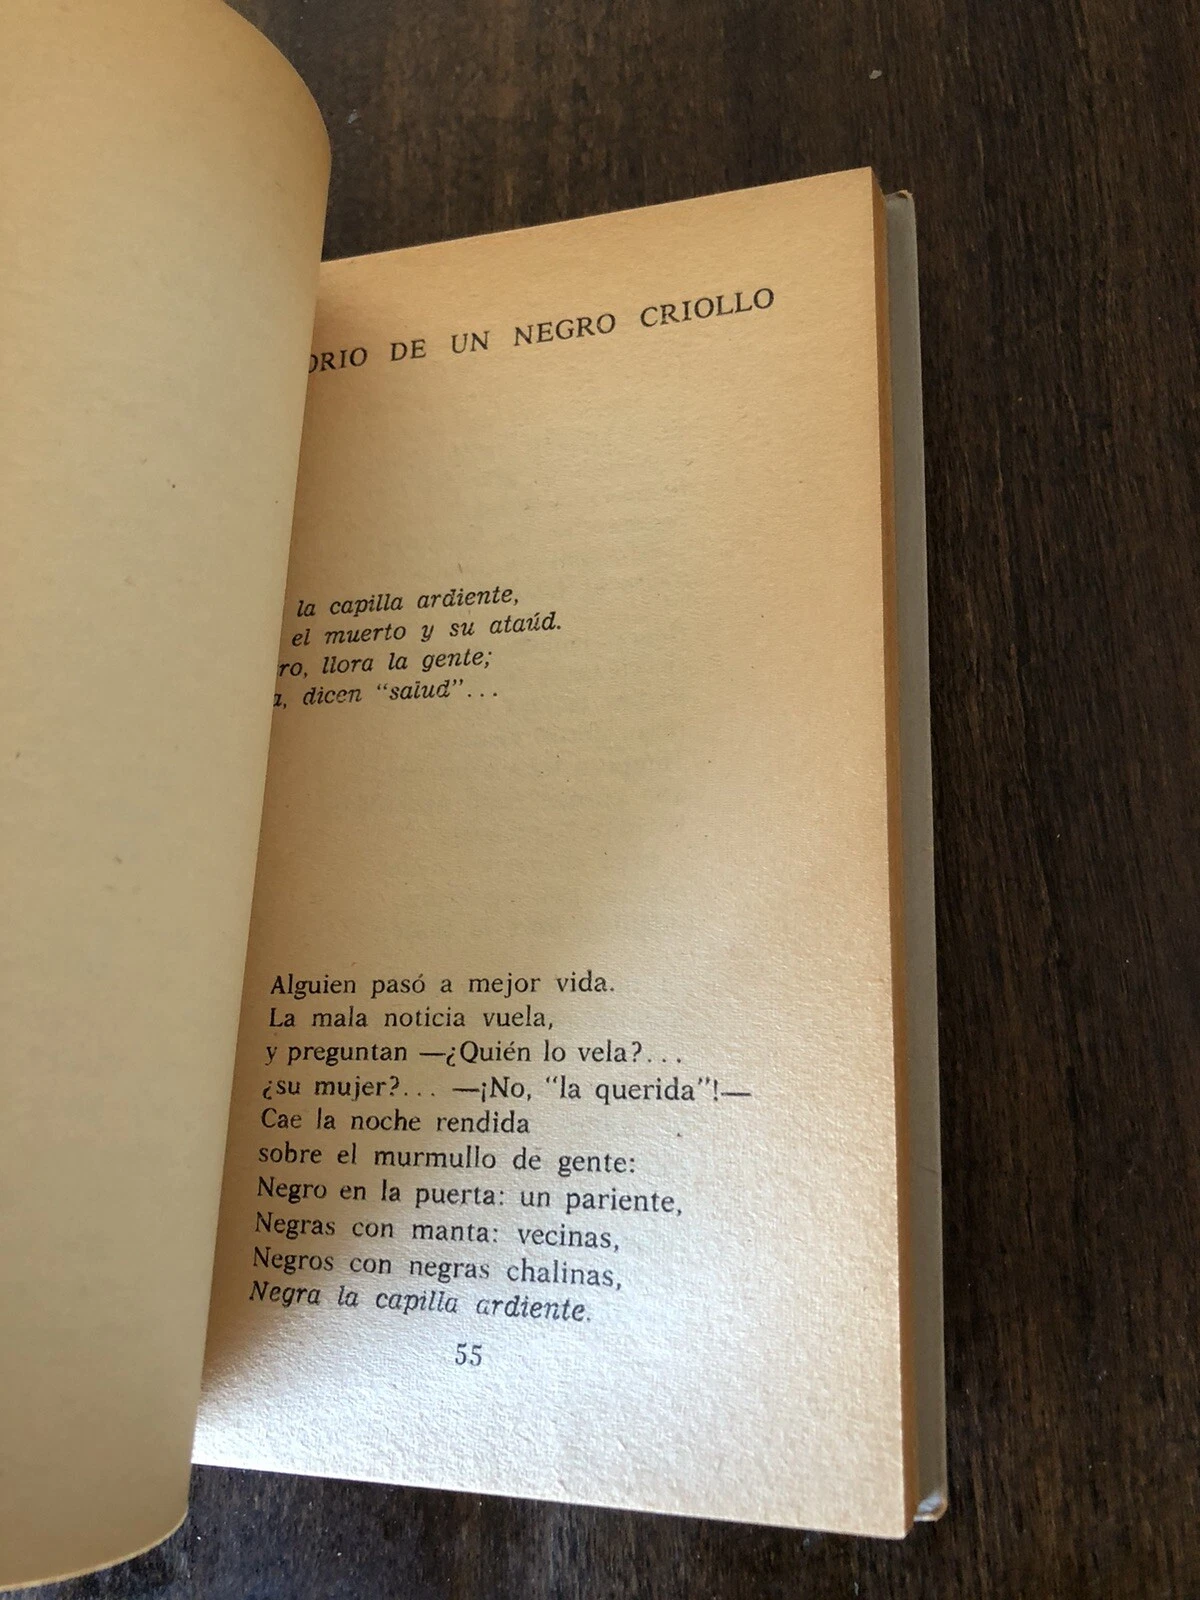 DE UN NEGRO CRIOLLO
la capilla ardiente,
el muerto y su ataúd.
llora la gente;
dicen “salud”...
Alguien pasó a mejor vida.
La mala noticia vuela,
y preguntan —¿Quién lo vela?...
¿su mujer?... —¡No, “la querida”!—
Cae la noche rendida
sobre el murmullo de gente:
Negro en la puerta: un pariente,
Negras con manta: vecinas,
Negros con negras chalinas,
Negra la capilla ardiente.
55